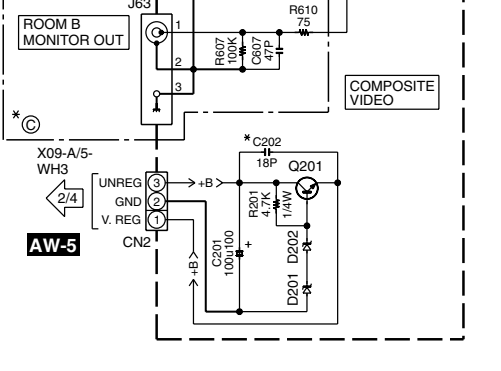 J63
ROOM B
MONITOR OUT
1
2
3
R607
100K
C607
47P
R610
75
COMPOSITE
VIDEO
*Ⓒ
X09-A/5-
WH3
2/4
AW-5
UNREG 3
GND 2
V. REG 1
CN2
+B
+B
*C202
18P
Q201
R201
4.7K
1/4W
C201
100u100
+
D202
D201